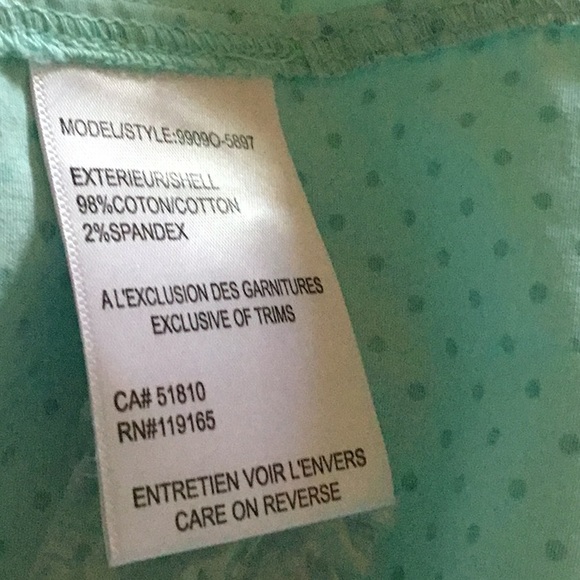 MODEL/STYLE:9909O-5897
EXTERIEUR/SHELL
98%COTON/COTTON
2%SPANDEX
A L'EXCLUSION DES GARNITURES
EXCLUSIVE OF TRIMS
CA# 51810
RN#119165
ENTRETIEN VOIR L'ENVERS
CARE ON REVERSE